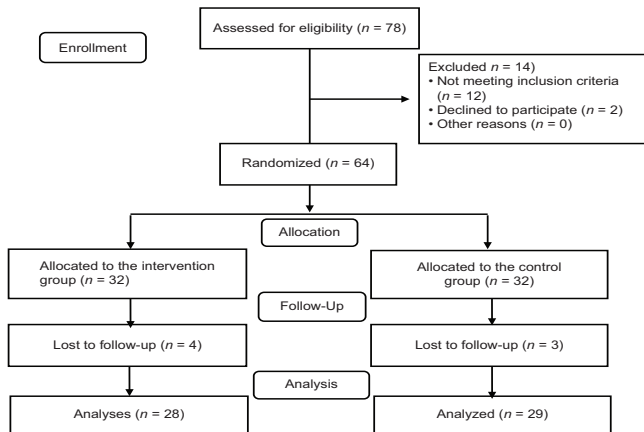 Assessed for eligibility (n = 78)
Enrollment
Excluded n = 14)
• Not meeting inclusion criteria
(n = 12)
• Declined to participate (n = 2)
• Other reasons (n = 0)
Randomized (n = 64)
Allocation
Allocated to the intervention
group (n = 32)
Allocated to the control
group (n = 32)
Follow-Up
Lost to follow-up (n = 4)
Lost to follow-up (n = 3)
Analysis
Analyses (n = 28)
Analyzed (n = 29)